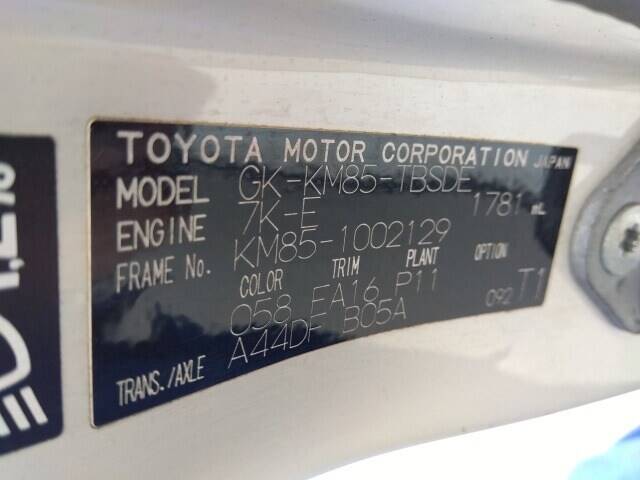 TOYOTA MOTOR CORPORATION JAPAN
MODEL GK-KM85-TBSDE
ENGINE 7K-E 1781 mL
FRAME No. KM85-1002129
COLOR TRIM PLANT OPTION
058 FA16 P11 092 T1
TRANS./AXLE A44DF B05A